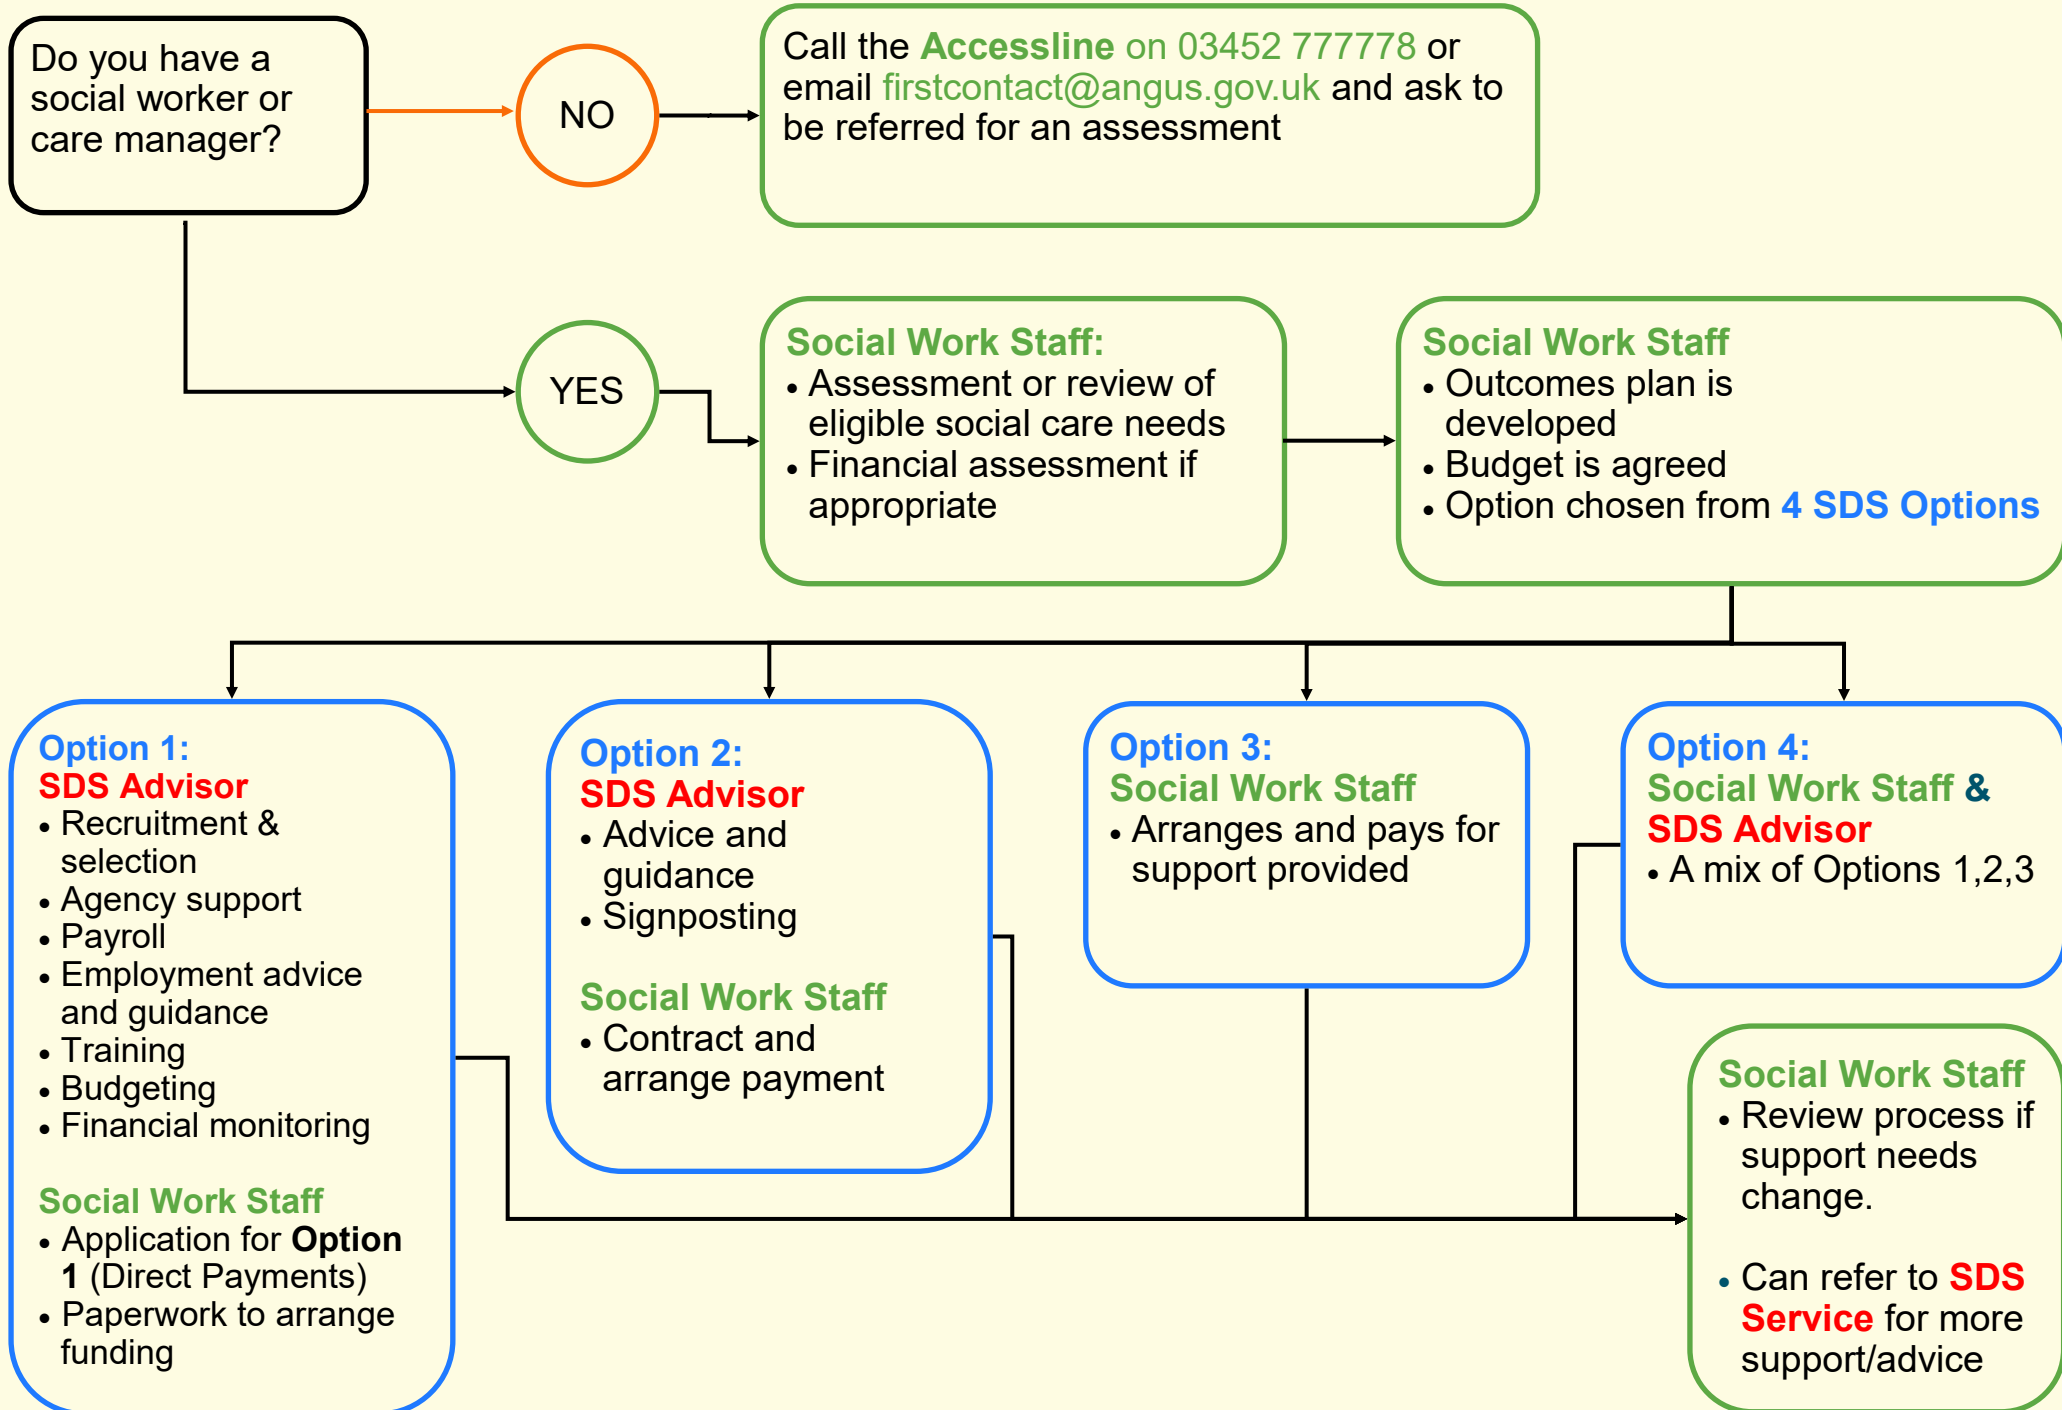 Do you have a
social worker or
care manager?
NO
Call the Accessline on 03452 777778 or
email firstcontact@angus.gov.uk and ask to
be referred for an assessment
YES
Social Work Staff:
• Assessment or review of
eligible social care needs
• Financial assessment if
appropriate
Social Work Staff
• Outcomes plan is
developed
• Budget is agreed
• Option chosen from 4 SDS Options
Option 1:
SDS Advisor
• Recruitment &
selection
• Agency support
• Payroll
• Employment advice
and guidance
• Training
• Budgeting
• Financial monitoring
Social Work Staff
• Application for Option
1 (Direct Payments)
• Paperwork to arrange
funding
Option 2:
SDS Advisor
• Advice and
guidance
• Signposting
Social Work Staff
• Contract and
arrange payment
Option 3:
Social Work Staff
• Arranges and pays for
support provided
Option 4:
Social Work Staff &
SDS Advisor
• A mix of Options 1,2,3
Social Work Staff
• Review process if
support needs
change.
• Can refer to SDS
Service for more
support/advice